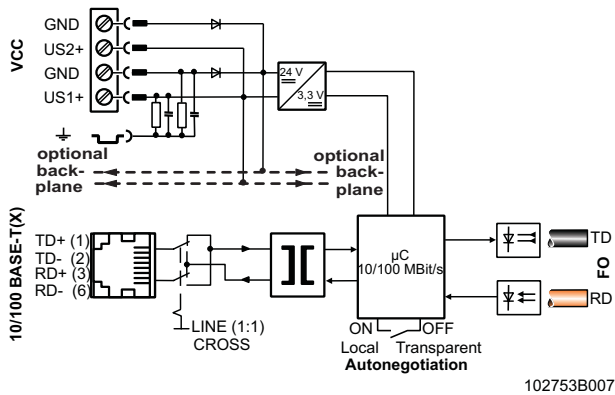 VCC
GND
US2+
GND
US1+
24 V
3,3 V
optional
back-
plane
optional
back-
plane
10/100 BASE-T(X)
TD+ (1)
TD- (2)
RD+ (3)
RD- (6)
LINE (1:1)
CROSS
µC
10/100 MBit/s
TD
FO
RD
ON
OFF
Local
Transparent
Autonegotiation
102753B007